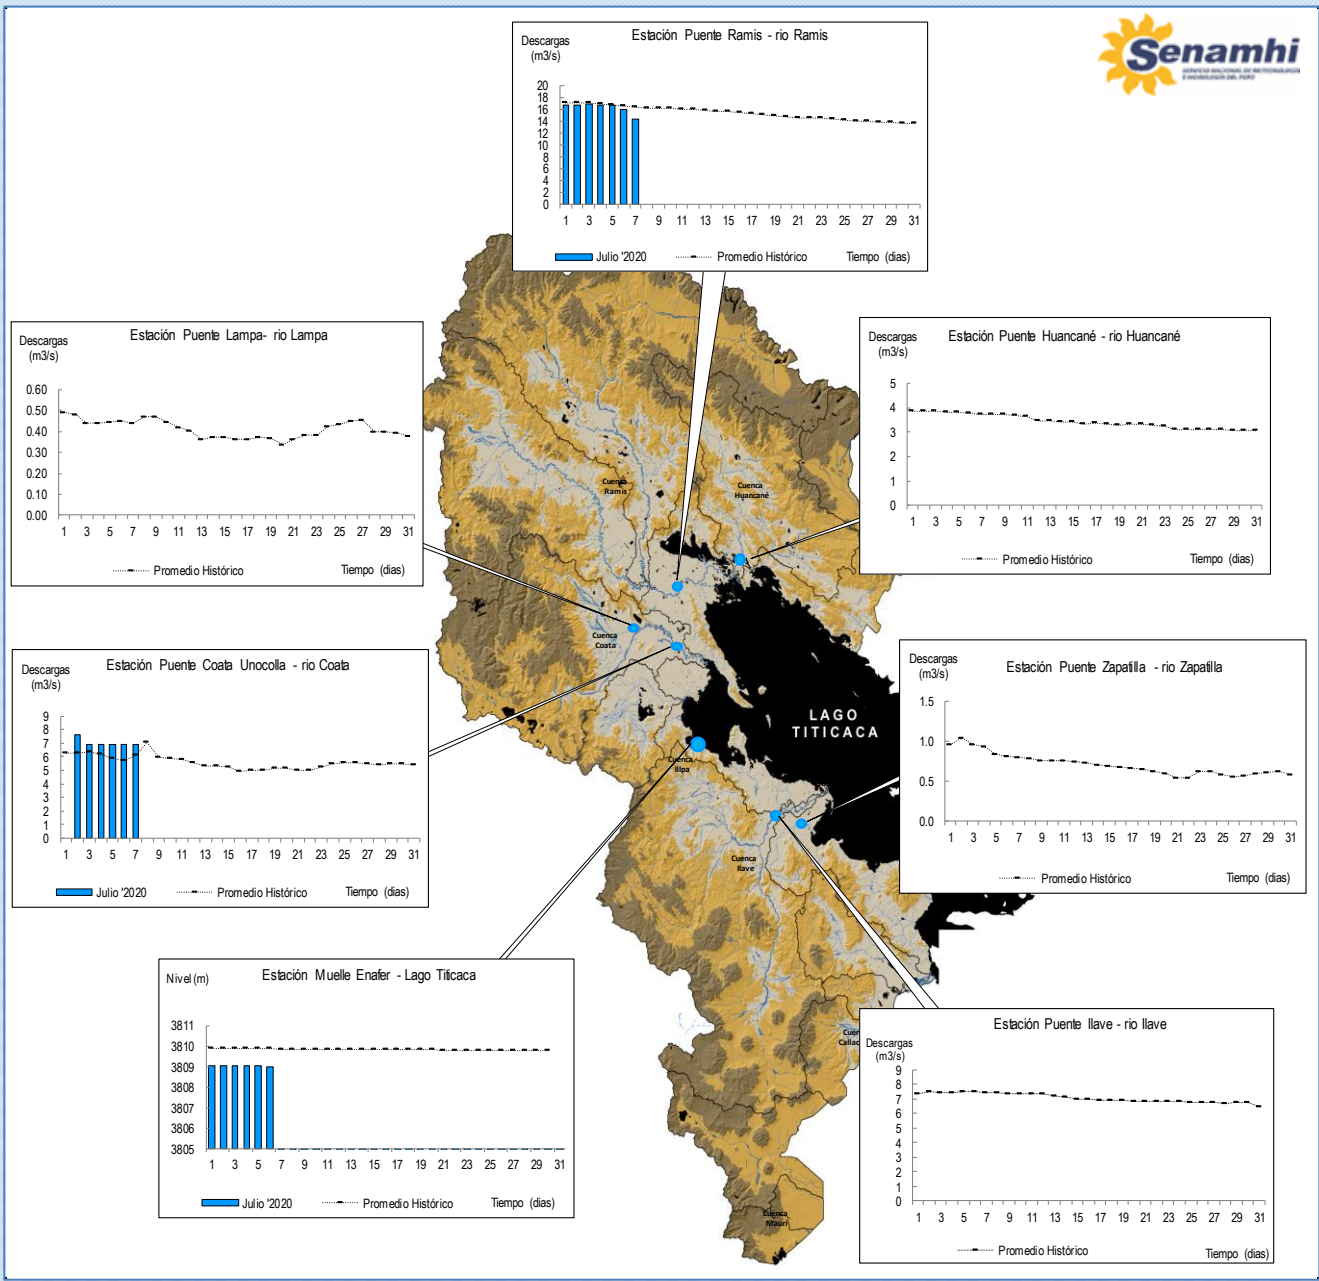 Senamhi
SERVICIO NACIONAL DE METEOROLOGÍA
E HIDROLOGÍA DEL PERÚ
Estación Puente Ramis - rio Ramis
Descargas
(m3/s)
20
18
16
14
12
10
8
6
4
2
0
1 3 5 7 9 11 13 15 17 19 21 23 25 27 29 31
Julio '2020 Promedio Histórico Tiempo (dias)
Estación Puente Lampa- rio Lampa
Descargas
(m3/s)
0.60
0.50
0.40
0.30
0.20
0.10
0.00
1 3 5 7 9 11 13 15 17 19 21 23 25 27 29 31
Promedio Histórico Tiempo (dias)
Estación Puente Huancané - rio Huancané
Descargas
(m3/s)
5
4
3
2
1
0
1 3 5 7 9 11 13 15 17 19 21 23 25 27 29 31
Promedio Histórico Tiempo (dias)
Cuenca
Ramis
Cuenca
Huancané
Cuenca
Coata
LAGO
TITICACA
Cuenca
Illpa
Cuenca
Ilave
Cuenca
Mauri
Estación Puente Coata Unocolla - rio Coata
Descargas
(m3/s)
9
8
7
6
5
4
3
2
1
0
1 3 5 7 9 11 13 15 17 19 21 23 25 27 29 31
Julio '2020 Promedio Histórico Tiempo (dias)
Estación Puente Zapatilla - rio Zapatilla
Descargas
(m3/s)
1.5
1.0
0.5
0.0
1 3 5 7 9 11 13 15 17 19 21 23 25 27 29 31
Promedio Histórico Tiempo (dias)
Estación Muelle Enafer - Lago Titicaca
Nivel (m)
3811
3810
3809
3808
3807
3806
3805
1 3 5 7 9 11 13 15 17 19 21 23 25 27 29 31
Julio '2020 Promedio Histórico Tiempo (dias)
Estación Puente Ilave - rio Ilave
Descargas
(m3/s)
9
8
7
6
5
4
3
2
1
0
1 3 5 7 9 11 13 15 17 19 21 23 25 27 29 31
Promedio Histórico Tiempo (dias)